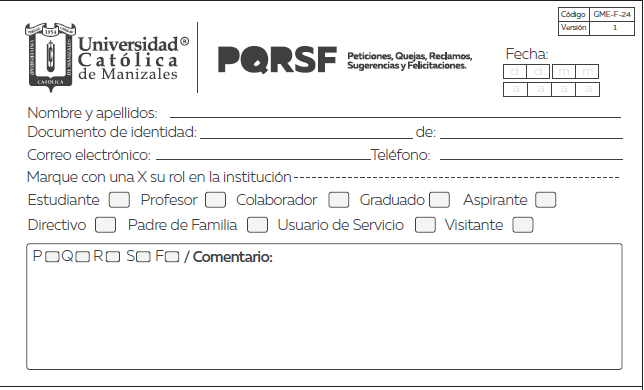 Código GME-F-24
Versión 1
1954
Universidad®
Católica
de Manizales
CATÓLICA
PQRSF
Peticiones, Quejas, Reclamos,
Sugerencias y Felicitaciones.
Fecha:
d d m m
a a a a
Nombre y apellidos:
Documento de identidad: de:
Correo electrónico: Teléfono:
Marque con una X su rol en la institución
Estudiante Profesor Colaborador Graduado Aspirante
Directivo Padre de Familia Usuario de Servicio Visitante
P Q R S F / Comentario: